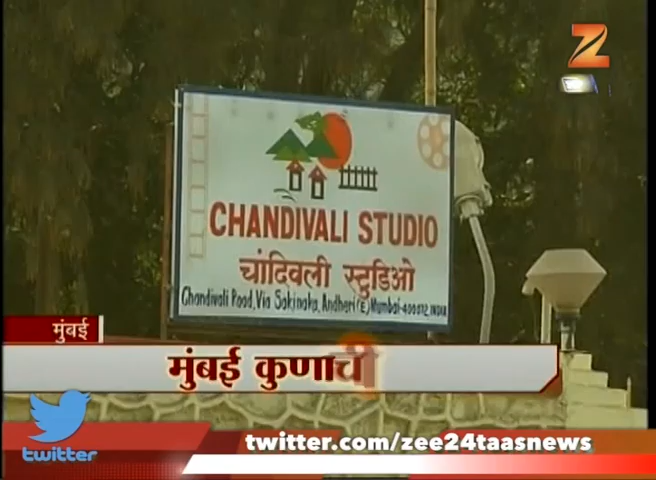 CHANDIVALI STUDIO
चांदिवली स्टुडिओ
Chandivali Road, Via Sakinaka, Andheri (E) Mumbai-400072, INDIA
मुंबई
मुंबई कुणाची
twitter
twitter.com/zee24taasnews